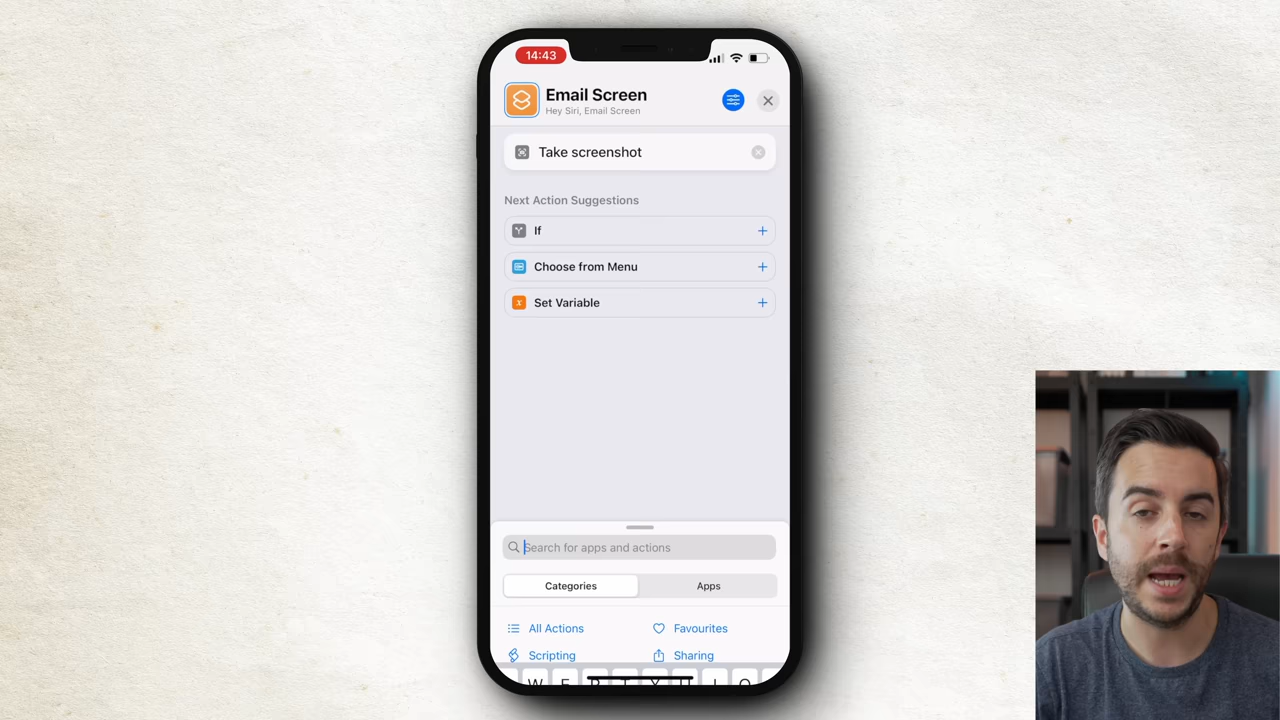 14:43
Email Screen
Hey Siri, Email Screen
Take screenshot
Next Action Suggestions
If
Choose from Menu
Set Variable
Search for apps and actions
Categories
Apps
All Actions
Favourites
Scripting
Sharing
W E R T Y U I O